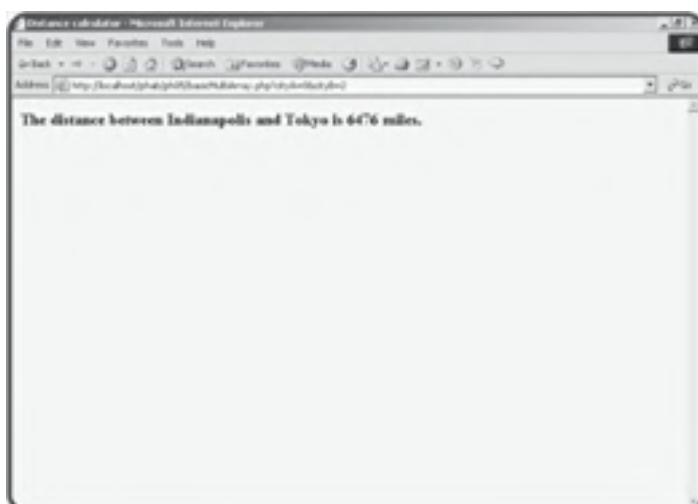 Distance calculator - Microsoft Internet Explorer
File Edit View Favorites Tools Help
Back Search Favorites Media
Address Go
The distance between Indianapolis and Tokyo is 6476 miles.